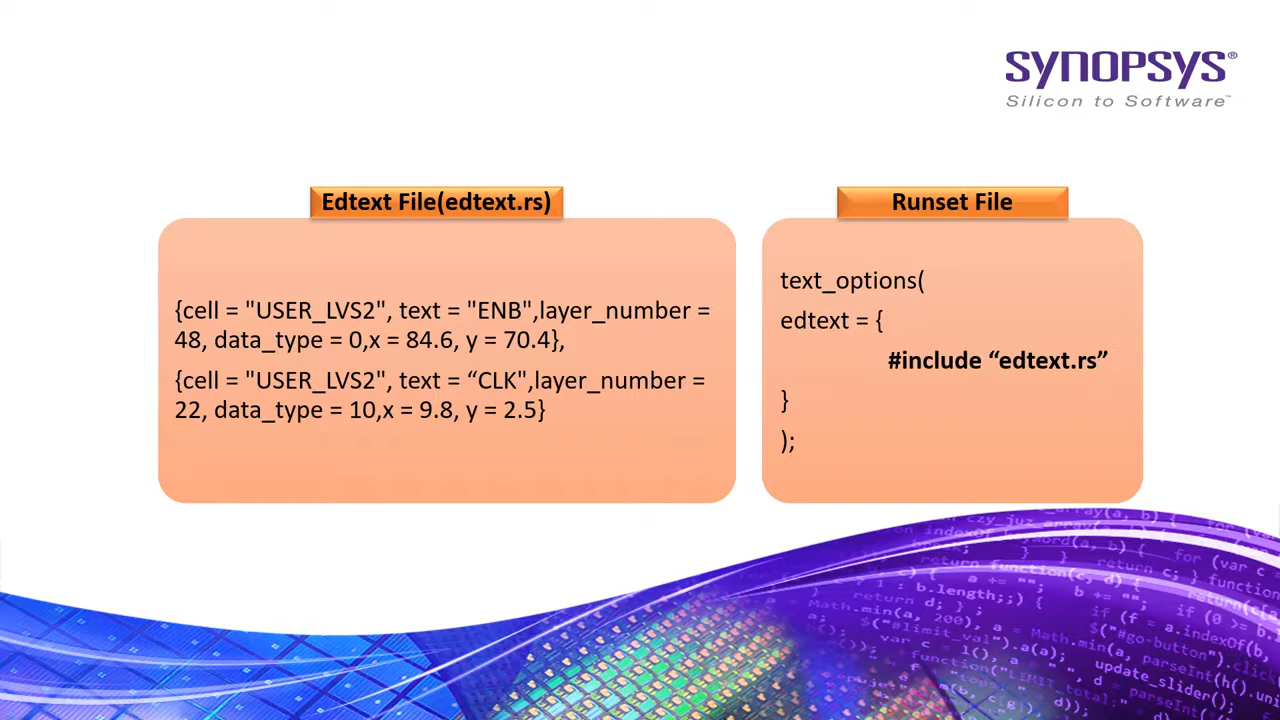 SYNOPSYS®
Silicon to Software™
Edtext File(edtext.rs)
{cell = "USER_LVS2", text = "ENB",layer_number =
48, data_type = 0,x = 84.6, y = 70.4},
{cell = "USER_LVS2", text = “CLK",layer_number =
22, data_type = 10,x = 9.8, y = 2.5}
Runset File
text_options(
edtext = {
#include “edtext.rs”
}
);